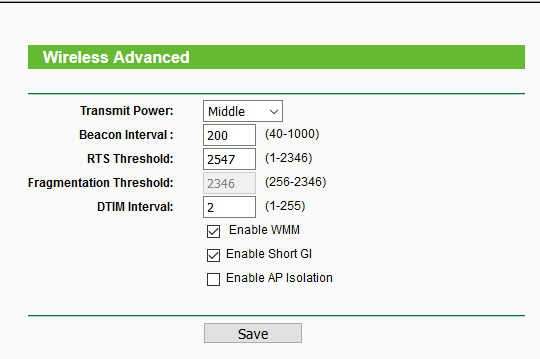 Wireless Advanced
Transmit Power: Middle
Beacon Interval : 200 (40-1000)
RTS Threshold: 2547 (1-2346)
Fragmentation Threshold: 2346 (256-2346)
DTIM Interval: 2 (1-255)
Enable WMM
Enable Short GI
Enable AP Isolation
Save